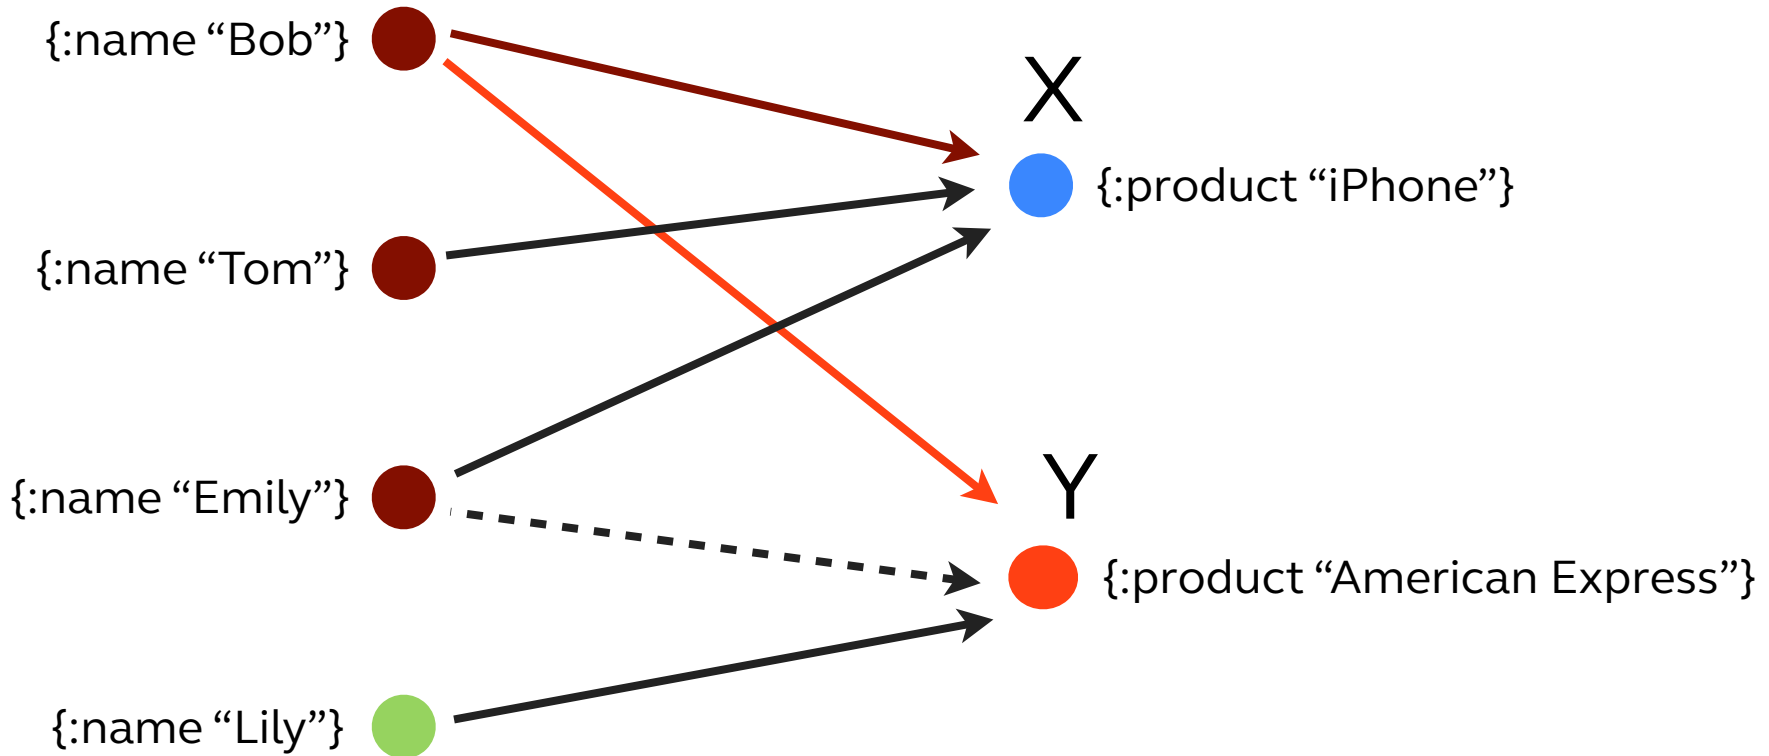 {:name “Bob”}
X
{:product “iPhone”}
{:name “Tom”}
{:name “Emily”}
Y
{:product “American Express”}
{:name “Lily”}